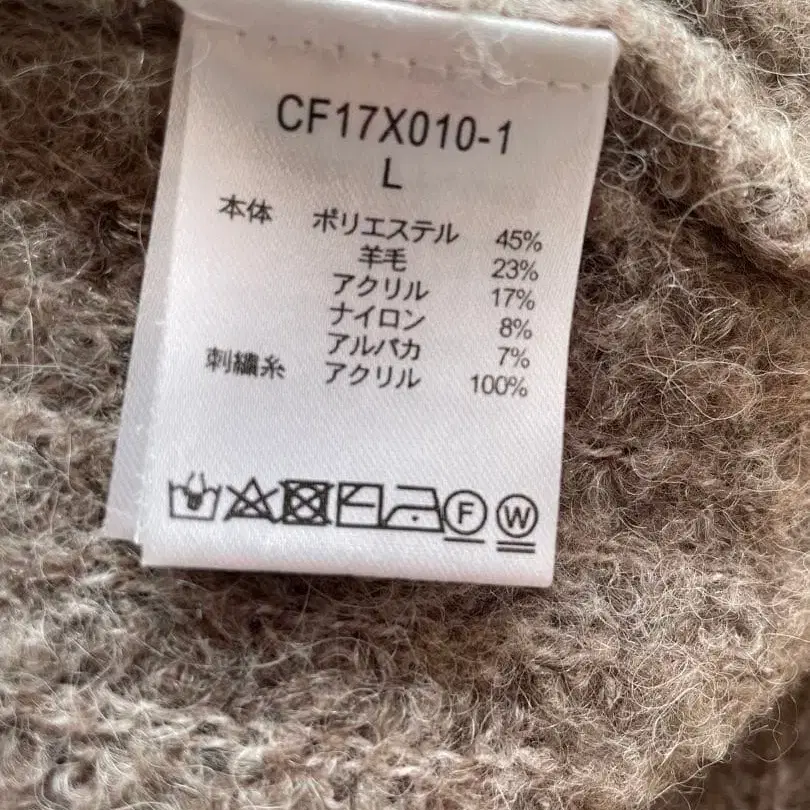 CF17X010-1
L
本体 ポリエステル 45%
羊毛 23%
アクリル 17%
ナイロン 8%
アルパカ 7%
刺繍糸 アクリル 100%
F W